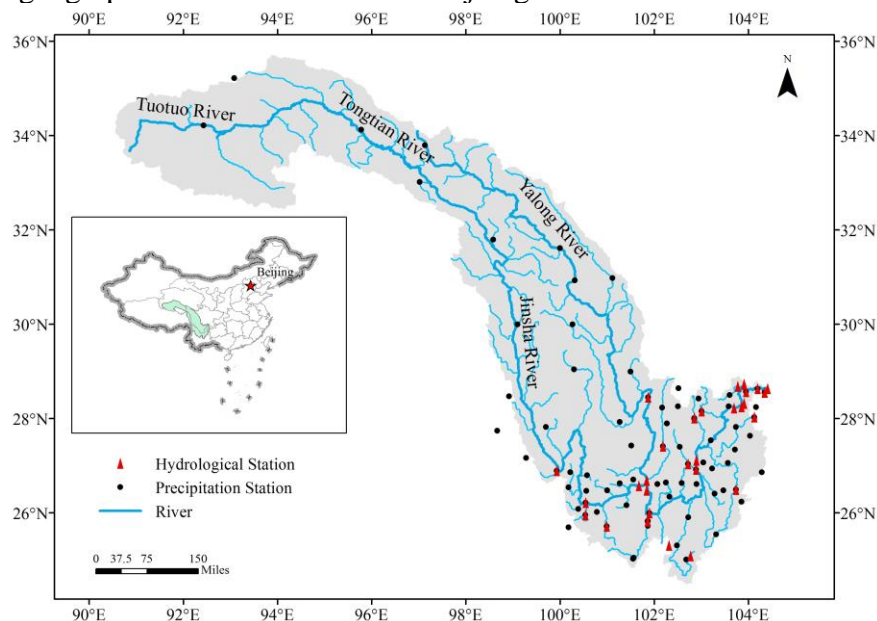 90°E 92°E 94°E 96°E 98°E 100°E 102°E 104°E
36°N 36°N
34°N 34°N
32°N 32°N
30°N 30°N
28°N 28°N
26°N 26°N
N
Tuotuo River
Tongtian River
Yalong River
Jinsha River
Beijing
Hydrological Station
Precipitation Station
River
0 37.5 75 150
Miles
90°E 92°E 94°E 96°E 98°E 100°E 102°E 104°E